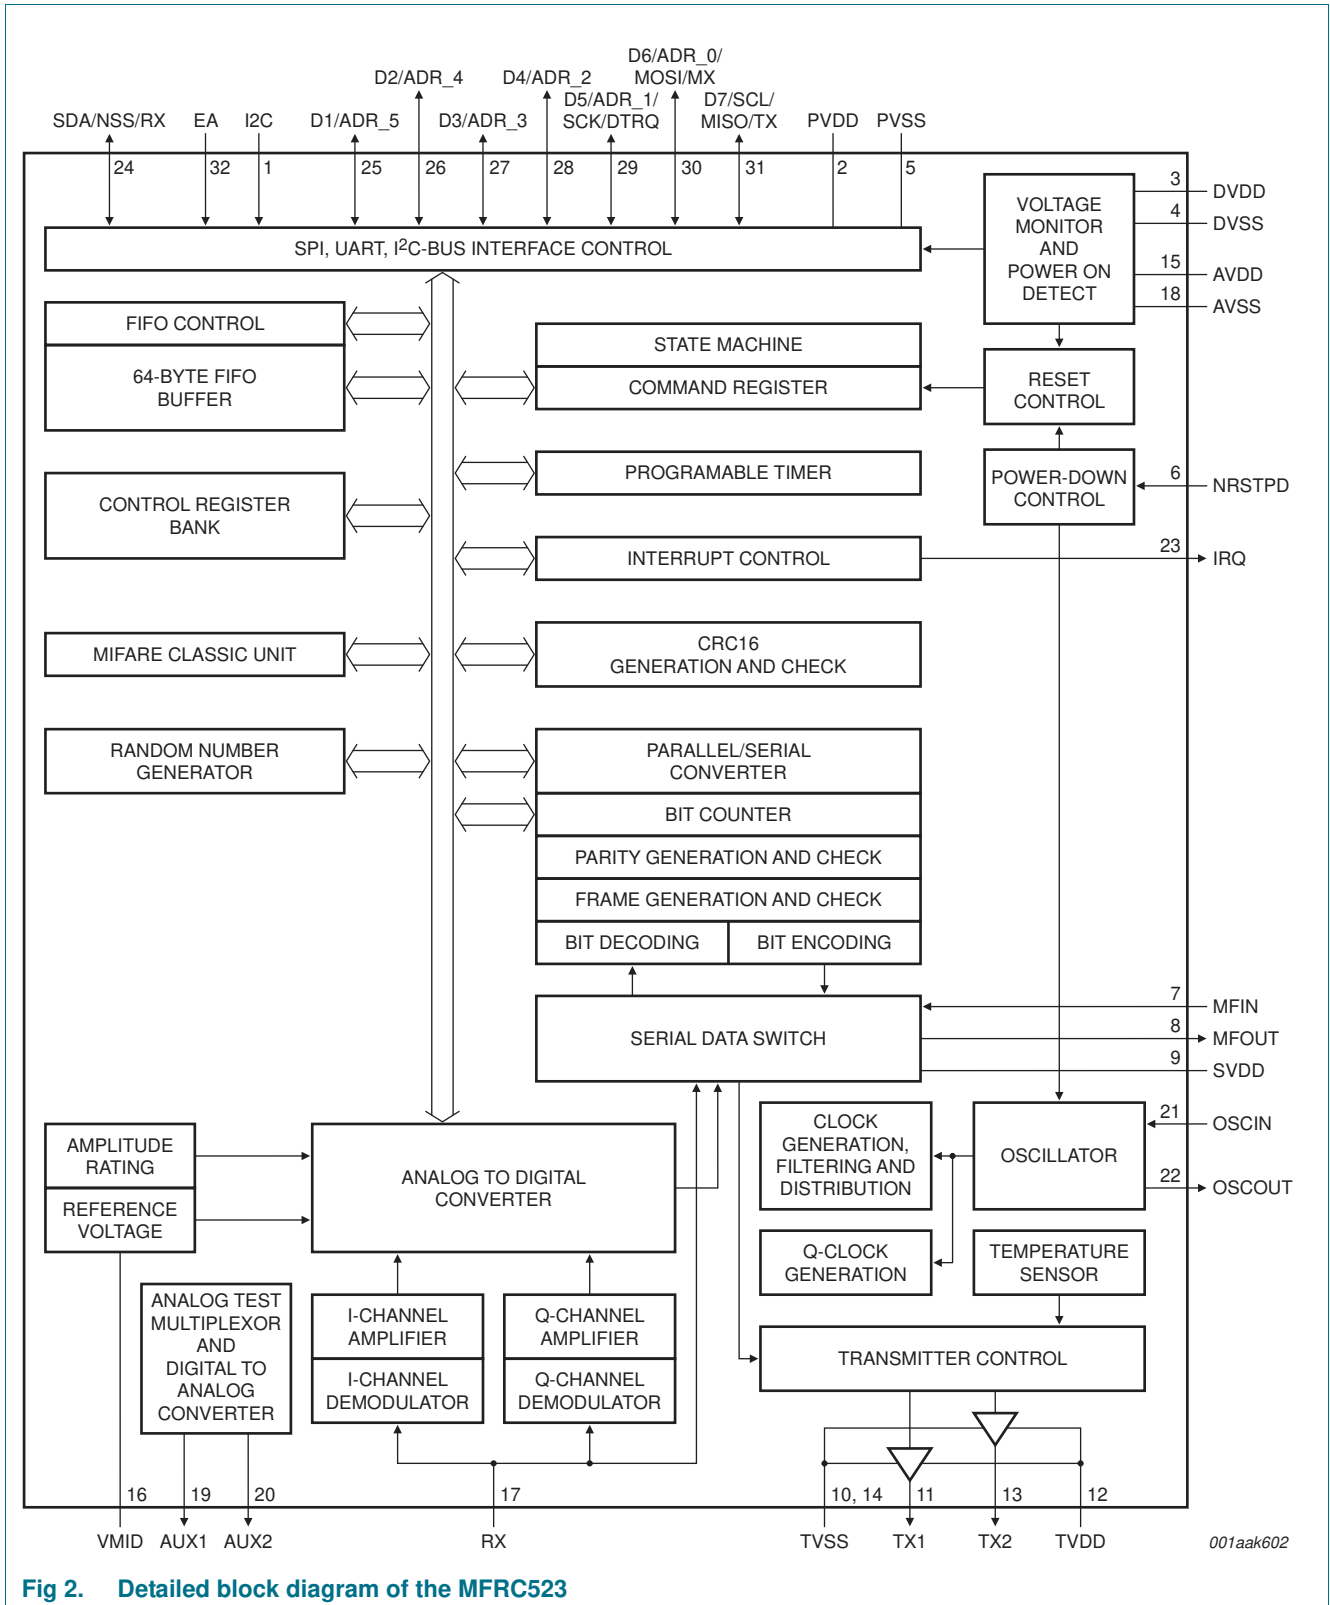 D6/ADR_0/
MOSI/MX
D2/ADR_4
D4/ADR_2
D5/ADR_1/
SCK/DTRQ
D7/SCL/
MISO/TX
SDA/NSS/RX
EA
I2C
D1/ADR_5
D3/ADR_3
PVDD
PVSS
24
32
1
25
26
27
28
29
30
31
2
5
VOLTAGE
MONITOR
AND
POWER ON
DETECT
3
DVDD
4
DVSS
15
AVDD
18
AVSS
SPI, UART, I2C-BUS INTERFACE CONTROL
FIFO CONTROL
64-BYTE FIFO
BUFFER
STATE MACHINE
COMMAND REGISTER
RESET
CONTROL
CONTROL REGISTER
BANK
PROGRAMABLE TIMER
POWER-DOWN
CONTROL
6
NRSTPD
INTERRUPT CONTROL
23
IRQ
MIFARE CLASSIC UNIT
CRC16
GENERATION AND CHECK
RANDOM NUMBER
GENERATOR
PARALLEL/SERIAL
CONVERTER
BIT COUNTER
PARITY GENERATION AND CHECK
FRAME GENERATION AND CHECK
BIT DECODING
BIT ENCODING
SERIAL DATA SWITCH
7
MFIN
8
MFOUT
9
SVDD
AMPLITUDE
RATING
REFERENCE
VOLTAGE
ANALOG TO DIGITAL
CONVERTER
CLOCK
GENERATION,
FILTERING AND
DISTRIBUTION
OSCILLATOR
21
OSCIN
22
OSCOUT
Q-CLOCK
GENERATION
TEMPERATURE
SENSOR
ANALOG TEST
MULTIPLEXOR
AND
DIGITAL TO
ANALOG
CONVERTER
I-CHANNEL
AMPLIFIER
I-CHANNEL
DEMODULATOR
Q-CHANNEL
AMPLIFIER
Q-CHANNEL
DEMODULATOR
TRANSMITTER CONTROL
16
19
20
17
10, 14
11
13
12
VMID
AUX1
AUX2
RX
TVSS
TX1
TX2
TVDD
001aak602
Fig 2. Detailed block diagram of the MFRC523